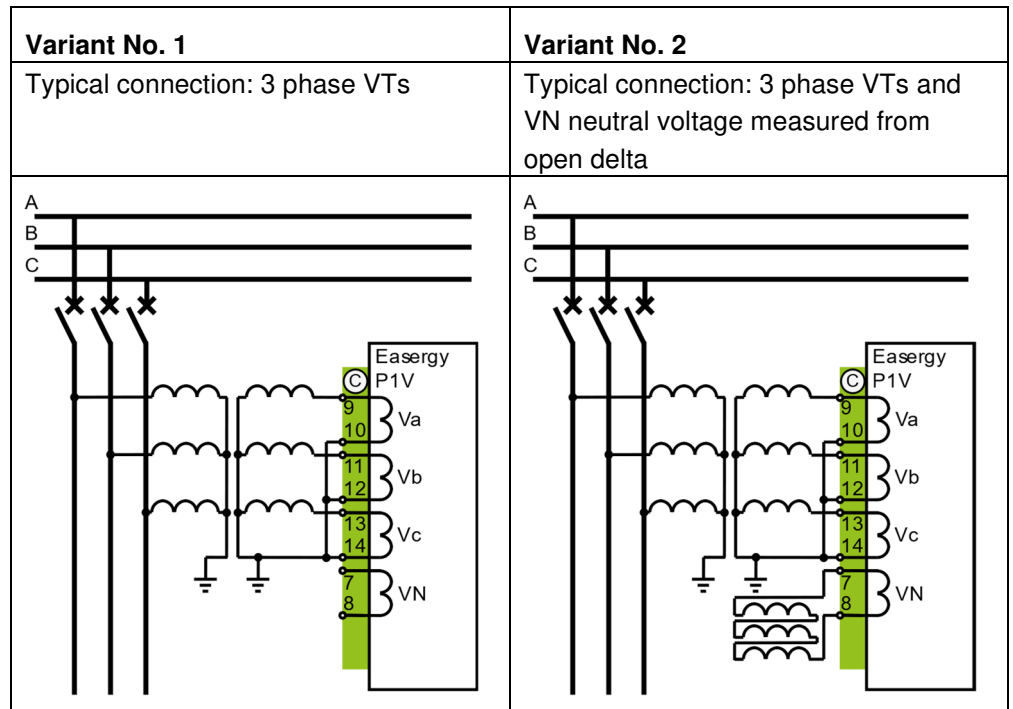 Variant No. 1
Typical connection: 3 phase VTs
A
B
C
Easergy
P1V
C
9
10
Va
11
12
Vb
13
14
Vc
7
8
VN
Variant No. 2
Typical connection: 3 phase VTs and
VN neutral voltage measured from
open delta
A
B
C
Easergy
P1V
C
9
10
Va
11
12
Vb
13
14
Vc
7
8
VN